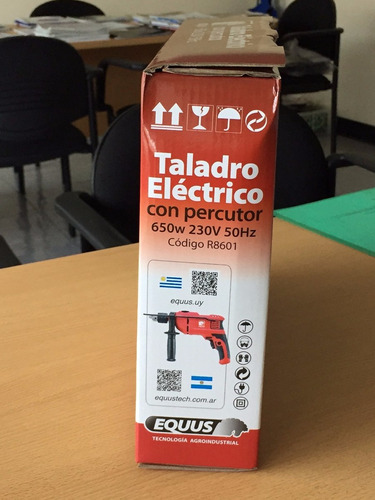 Taladro
Eléctrico
con percutor
650w 230V 50Hz
Código R8601
equus.uy
equustech.com.ar
EQUUS
TECNOLOGÍA AGROINDUSTRIAL